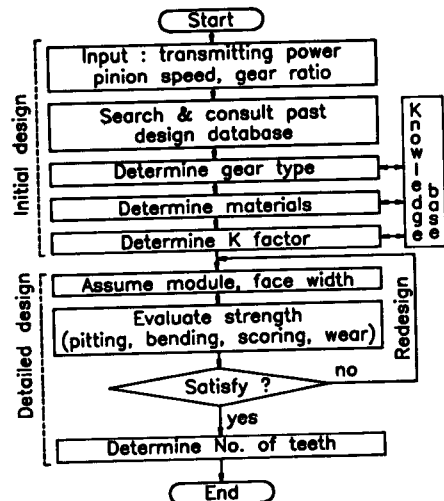 Start
Input : transmitting power
pinion speed, gear ratio
Search & consult past
design database
Determine gear type
Determine materials
Determine K factor
Knowledge
base
Initial design
Assume module, face width
Evaluate strength
(pitting, bending, scoring, wear)
Satisfy ?
no
Redesign
yes
Determine No. of teeth
Detailed design
End